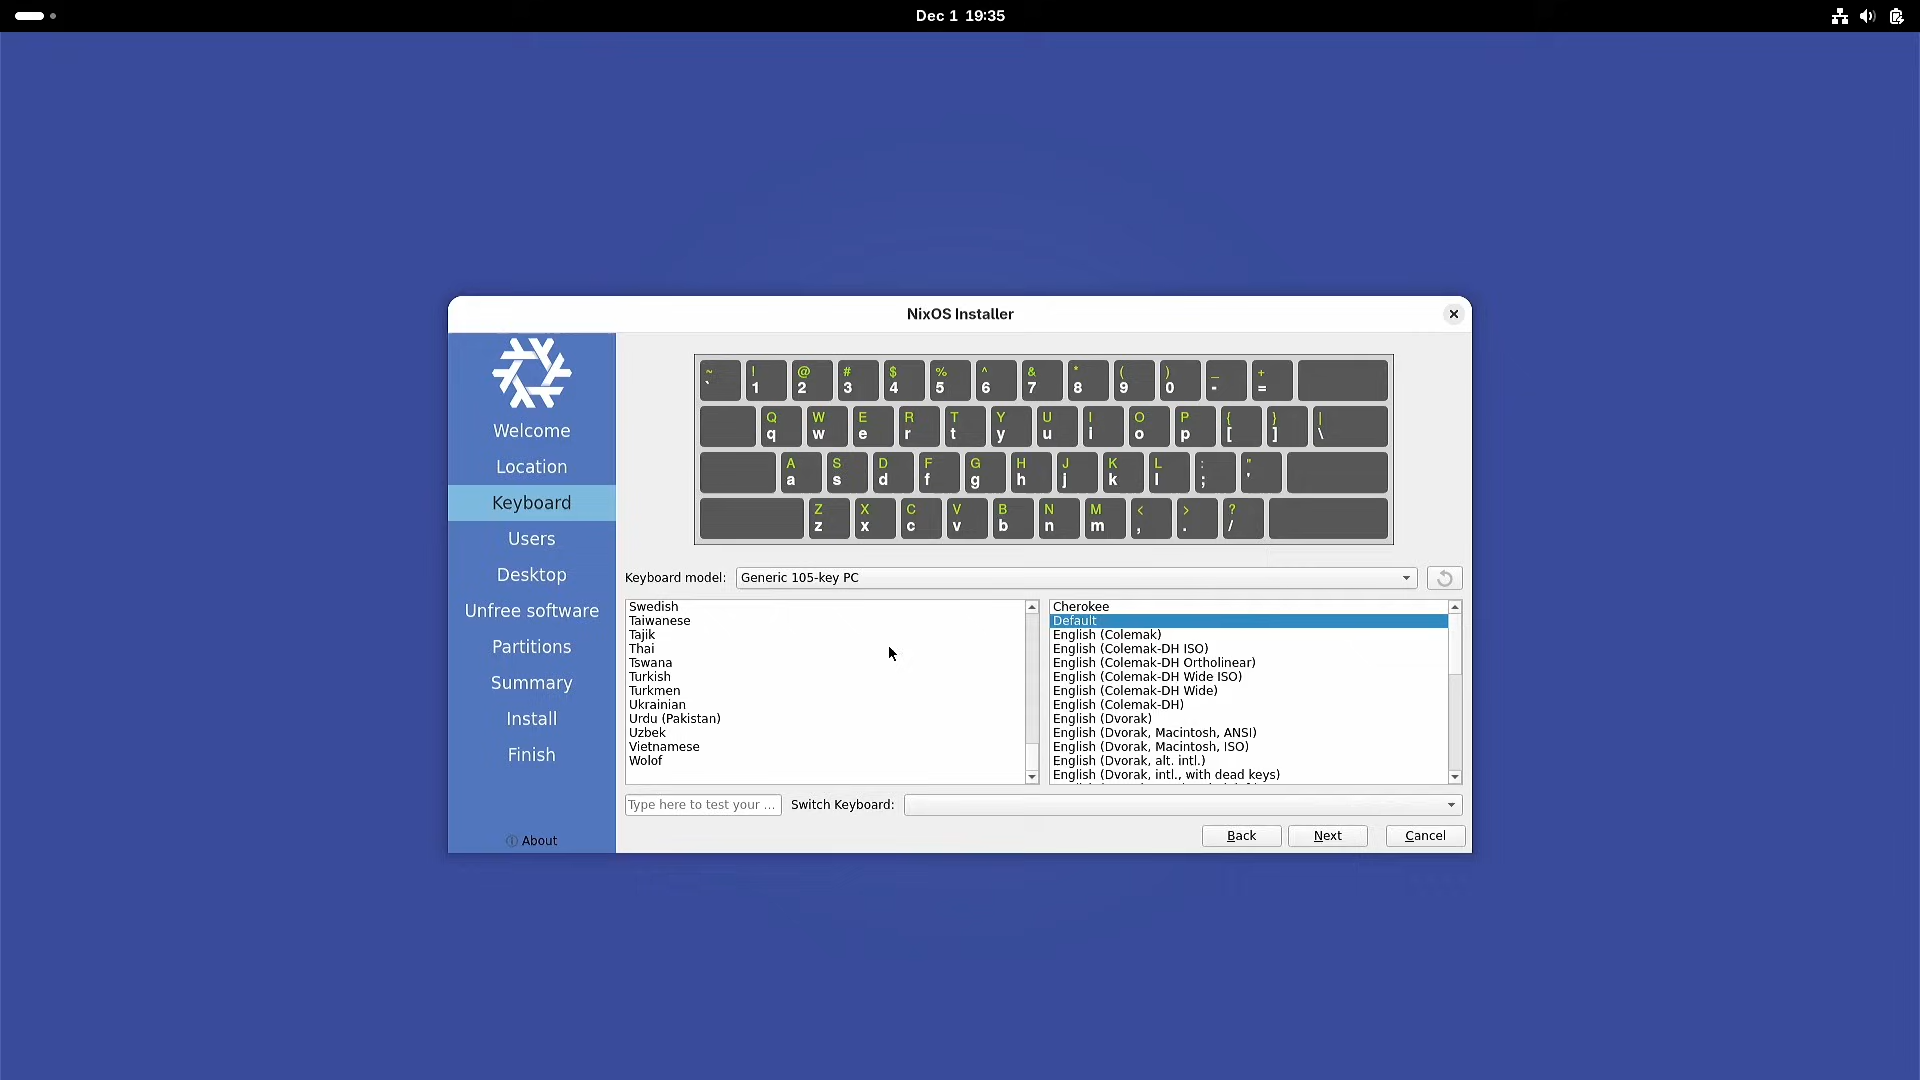 Dec 1 19:35
NixOS Installer
Welcome
Location
Keyboard
Users
Desktop
Unfree software
Partitions
Summary
Install
Finish
About
~ ! @ # $ % ^ & * ( ) _ +
` 1 2 3 4 5 6 7 8 9 0 - =
Q W E R T Y U I O P { } |
q w e r t y u i o p [ ] \
A S D F G H J K L : "
a s d f g h j k l ; '
Z X C V B N M < > ?
z x c v b n m , . /
Keyboard model: Generic 105-key PC
Swedish
Taiwanese
Tajik
Thai
Tswana
Turkish
Turkmen
Ukrainian
Urdu (Pakistan)
Uzbek
Vietnamese
Wolof
Cherokee
Default
English (Colemak)
English (Colemak-DH ISO)
English (Colemak-DH Ortholinear)
English (Colemak-DH Wide ISO)
English (Colemak-DH Wide)
English (Colemak-DH)
English (Dvorak)
English (Dvorak, Macintosh, ANSI)
English (Dvorak, Macintosh, ISO)
English (Dvorak, alt. intl.)
English (Dvorak, intl., with dead keys)
Type here to test your ... Switch Keyboard:
Back Next Cancel